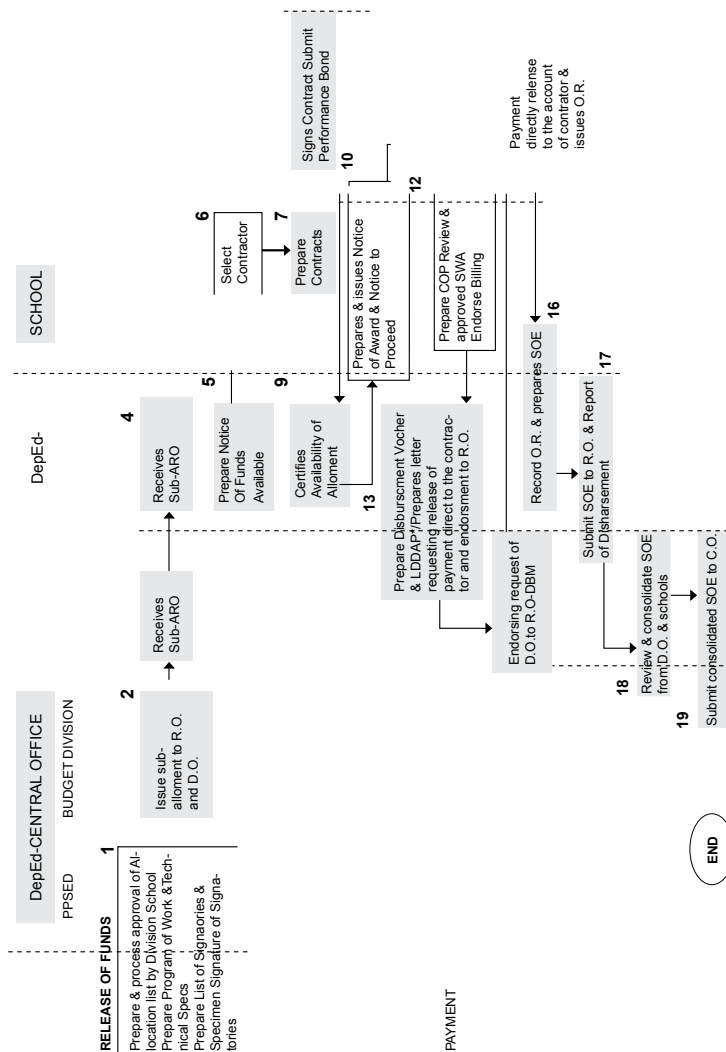 DepEd-CENTRAL OFFICE
PPSED
BUDGET DIVISION
DepEd-
SCHOOL
RELEASE OF FUNDS
1
Prepare & process approval of Al-
location list by Division School
Prepare Program of Work &Tech-
nical Specs
Prepare List of Signaories &
Specimen Signature of Signa-
tories
2
Issue sub-
alloment to R.O.
and D.O.
Receives
Sub-ARO
4
Receives
Sub-ARO
5
Prepare Notice
Of Funds
Available
6
Select
Contractor
7
Prepare
Contracts
Signs Contract Submit
Performance Bond
9
Certifies
Availability of
Alloment
10
Prepares & issues Notice
of Award & Notice to
Proceed
12
Prepare COP Review &
approved SWA
Endorse Billing
13
Prepare Disburscment Vocher
& LDDAP*/Prepares letter
requesting release of
payment direct to the contrac-
tor and endorsment to R.O.
PAYMENT
Endorsing request of
D.O.to R.O-DBM
Payment
directly relense
to the account
of contrator &
issues O.R.
16
Record O.R. & prepares SOE
17
Submit SOE to R.O. & Report
of Disharsement
18
Review & consolidate SOE
from D.O. & schools
19
Submit consolidated SOE to C.O.
END